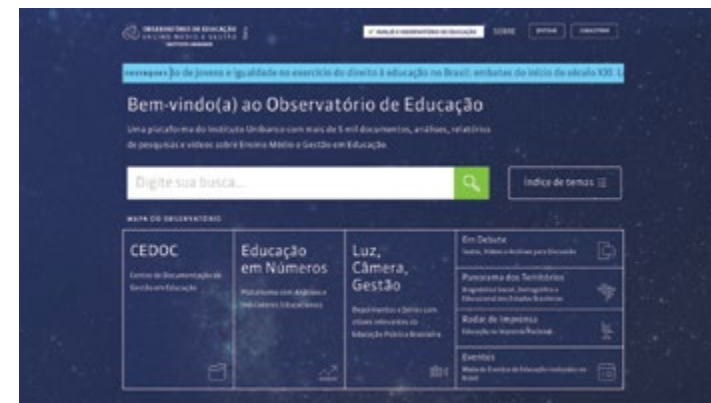 OBSERVATÓRIO DE EDUCAÇÃO
ENSINO MÉDIO E GESTÃO
INSTITUTO UNIBANCO
AVALIE O OBSERVATÓRIO DE EDUCAÇÃO
SOBRE
ENTRAR
CADASTRAR
DESTAQUES
o de jovens e igualdade no exercício do direito à educação no Brasil: embates do início do século XXI.
Bem-vindo(a) ao Observatório de Educação
Uma plataforma do Instituto Unibanco com mais de 5 mil documentos, análises, relatórios
de pesquisas e vídeos sobre Ensino Médio e Gestão em Educação.
Digite sua busca...
Índice de temas
MAPA DO OBSERVATÓRIO
CEDOC
Centro de Documentação de
Gestão em Educação
Educação
em Números
Plataforma com Análises e
Indicadores Educacionais
Luz,
Câmera,
Gestão
Depoimentos e Séries com
atores relevantes da
Educação Pública Brasileira
Em Debate
Textos, Vídeos e Análises para Discussão
Panorama dos Territórios
Diagnóstico Social, Demográfico e
Educacional dos Estados Brasileiros
Radar de Imprensa
Educação na Imprensa Nacional
Eventos
de Eventos de Educação realizados no
Brasil